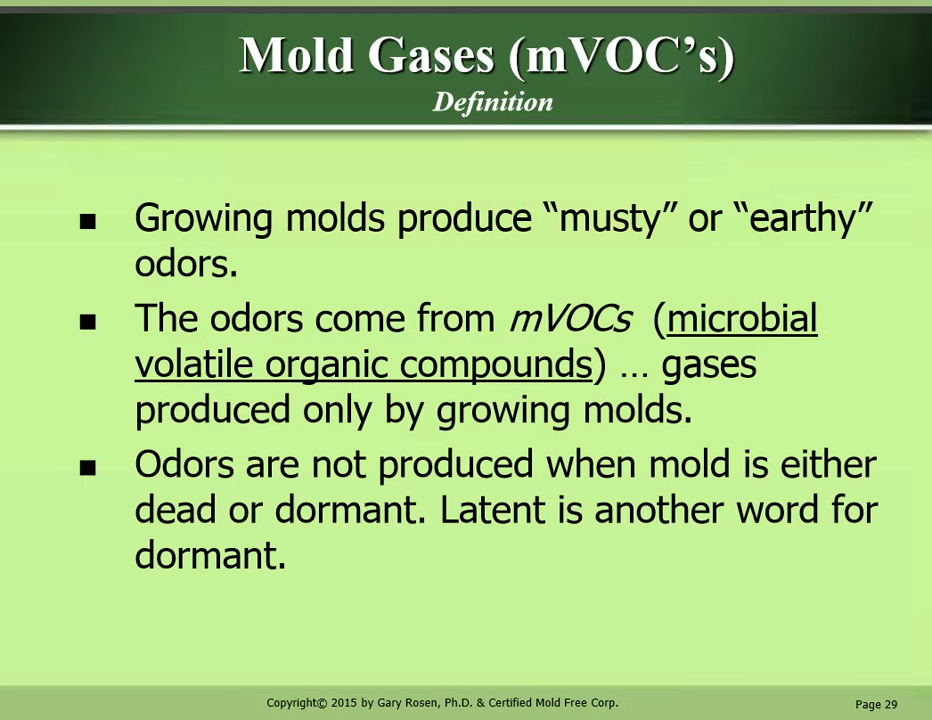 Mold Gases (mVOC’s)
Definition
■ Growing molds produce “musty” or “earthy”
odors.
■ The odors come from mVOCs (microbial
volatile organic compounds) … gases
produced only by growing molds.
■ Odors are not produced when mold is either
dead or dormant. Latent is another word for
dormant.
Copyright© 2015 by Gary Rosen, Ph.D. & Certified Mold Free Corp.
Page 29